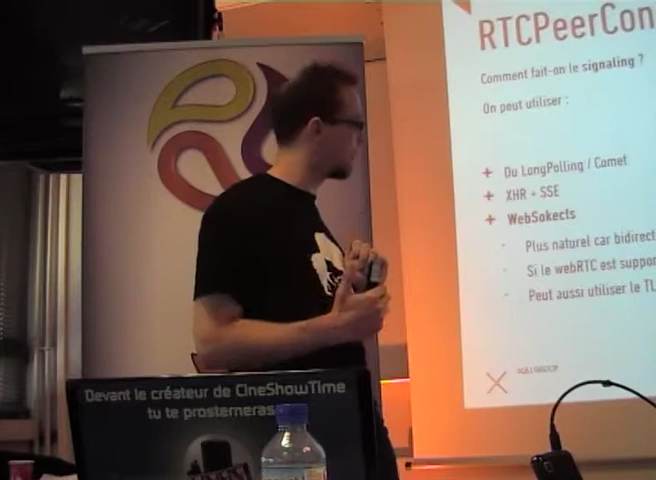 RTCPeerCon
Comment fait-on le signaling ?
On peut utiliser :
+ Du LongPolling / Comet
+ XHR + SSE
+ WebSokects
Plus naturel car bidirect
Si le webRTC est support
Peut aussi utiliser le TL
Devant le créateur de CineShowTime
tu te prosterneras